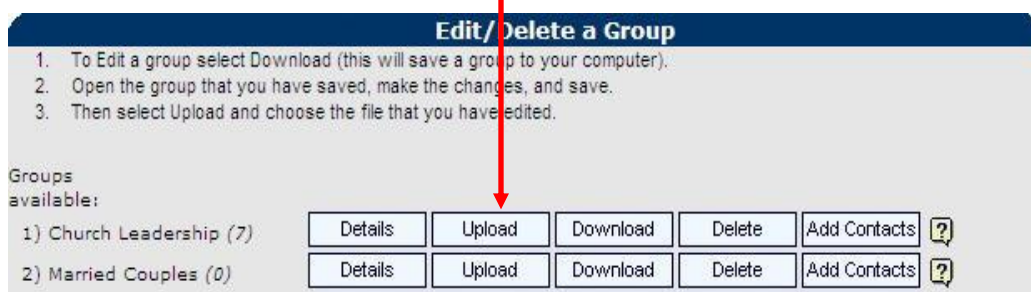 Edit/Delete a Group
1. To Edit a group select Download (this will save a group to your computer).
2. Open the group that you have saved, make the changes, and save.
3. Then select Upload and choose the file that you have edited.
Groups
available:
1) Church Leadership (7) Details Upload Download Delete Add Contacts ?
2) Married Couples (0) Details Upload Download Delete Add Contacts ?